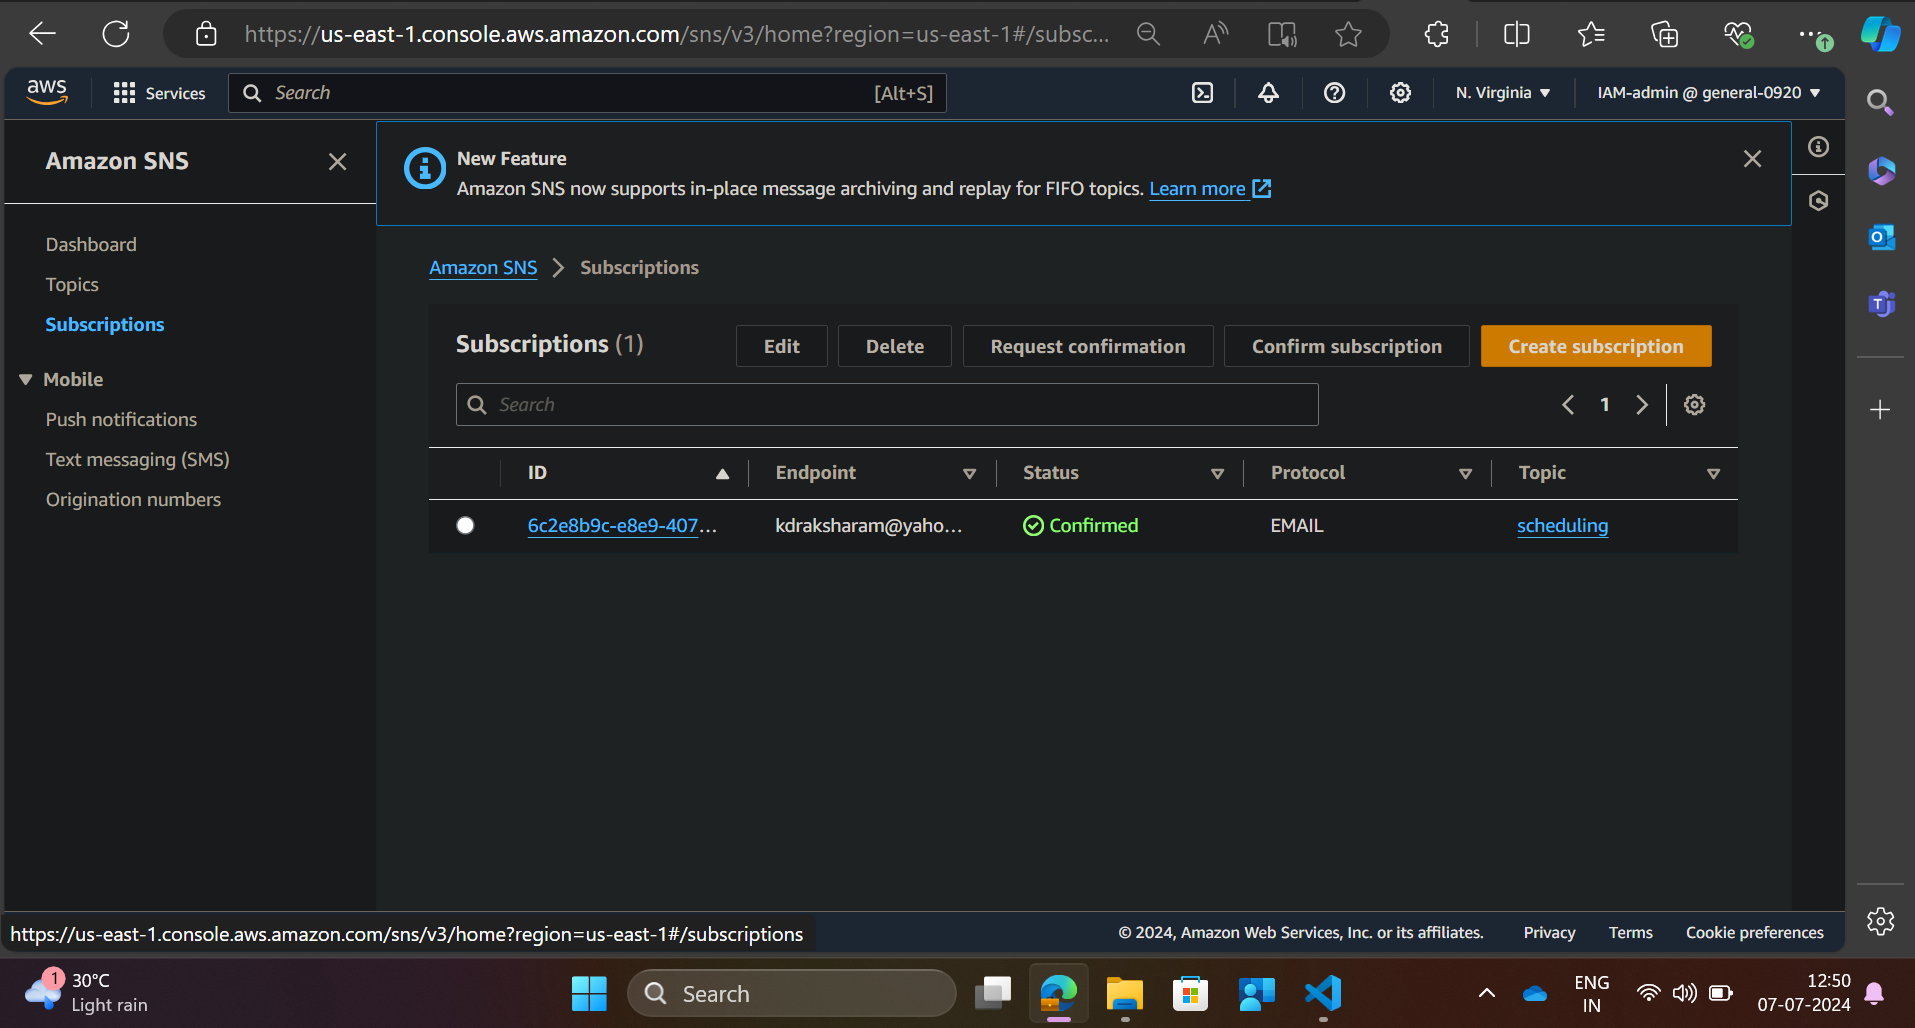 https://us-east-1.console.aws.amazon.com/sns/v3/home?region=us-east-1#/subsc...
aws
Services
Search
[Alt+S]
N. Virginia
IAM-admin @ general-0920
Amazon SNS
New Feature
Amazon SNS now supports in-place message archiving and replay for FIFO topics. Learn more
Dashboard
Topics
Subscriptions
Mobile
Push notifications
Text messaging (SMS)
Origination numbers
Amazon SNS > Subscriptions
Subscriptions (1)
Edit
Delete
Request confirmation
Confirm subscription
Create subscription
Search
1
ID
Endpoint
Status
Protocol
Topic
6c2e8b9c-e8e9-407...
kdraksharam@yaho...
Confirmed
EMAIL
scheduling
https://us-east-1.console.aws.amazon.com/sns/v3/home?region=us-east-1#/subscriptions
© 2024, Amazon Web Services, Inc. or its affiliates.
Privacy
Terms
Cookie preferences
1
30°C
Light rain
Search
ENG
IN
12:50
07-07-2024